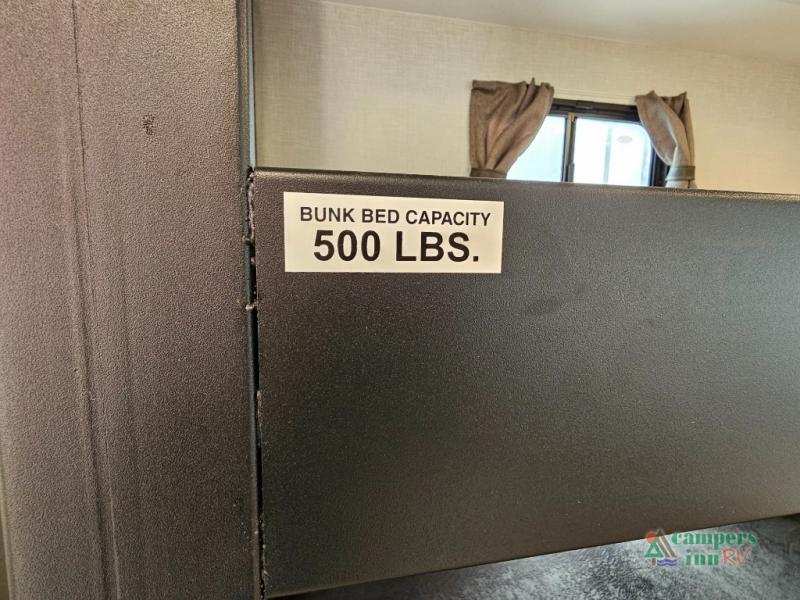 BUNK BED CAPACITY
500 LBS.
campers
inn RV